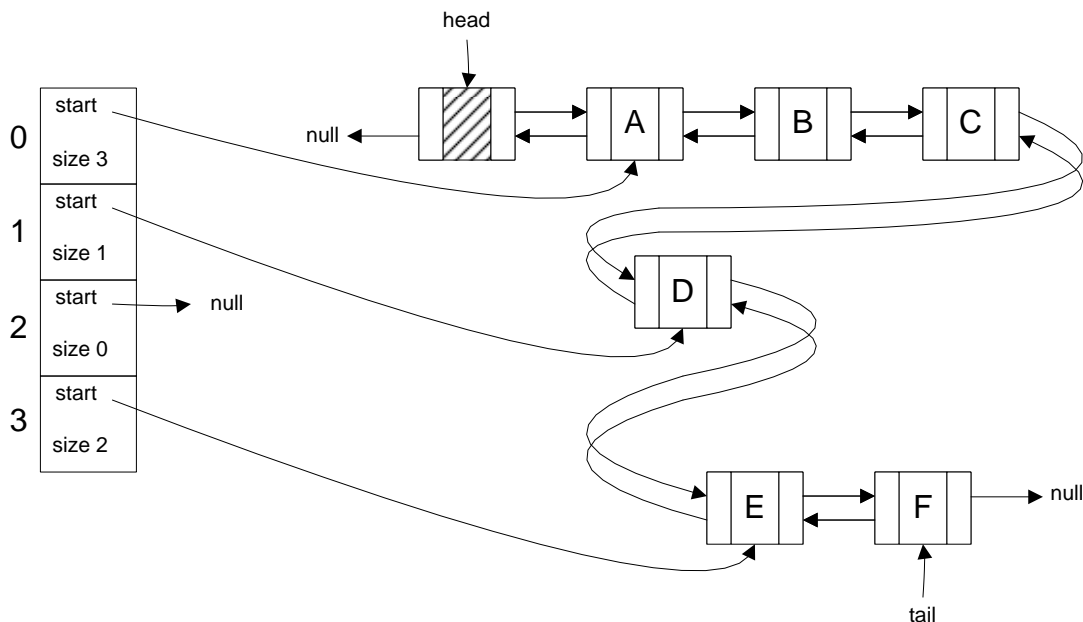 head
start
0
size 3
null
A
B
C
start
1
size 1
D
start
null
2
size 0
start
3
size 2
E
F
null
tail